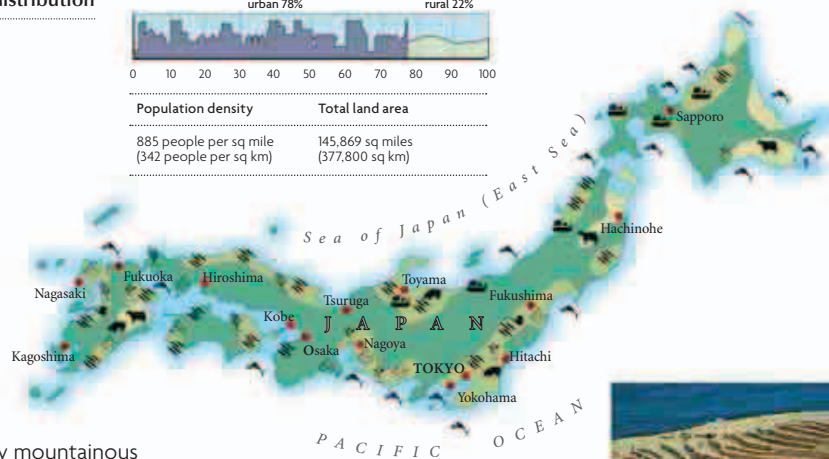 distribution
urban 78%
rural 22%
0 10 20 30 40 50 60 70 80 90 100
Population density
Total land area
885 people per sq mile
(342 people per sq km)
145,869 sq miles
(377,800 sq km)
Sapporo
Sea of Japan (East Sea)
Hachinohe
Fukuoka
Hiroshima
Toyama
Nagasaki
Tsuruga
Fukushima
Kobe
JAPAN
Kagoshima
Osaka
Nagoya
Hitachi
TOKYO
Yokohama
PACIFIC OCEAN
mountainous